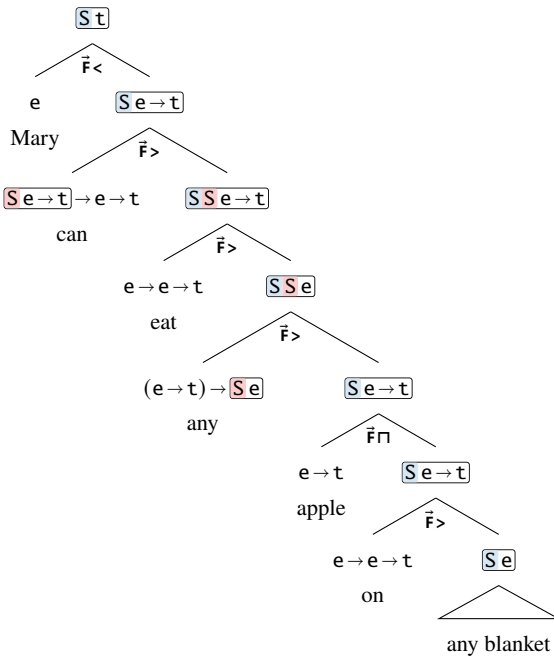 S t
F⃗<
e S e→t
Mary
F⃗>
S e→t →e→t S S e→t
can
F⃗>
e→e→t S S e
eat
F⃗>
(e→t)→ S e S e→t
any
F⃗⊓
e→t S e→t
apple
F⃗>
e→e→t S e
on
any blanket